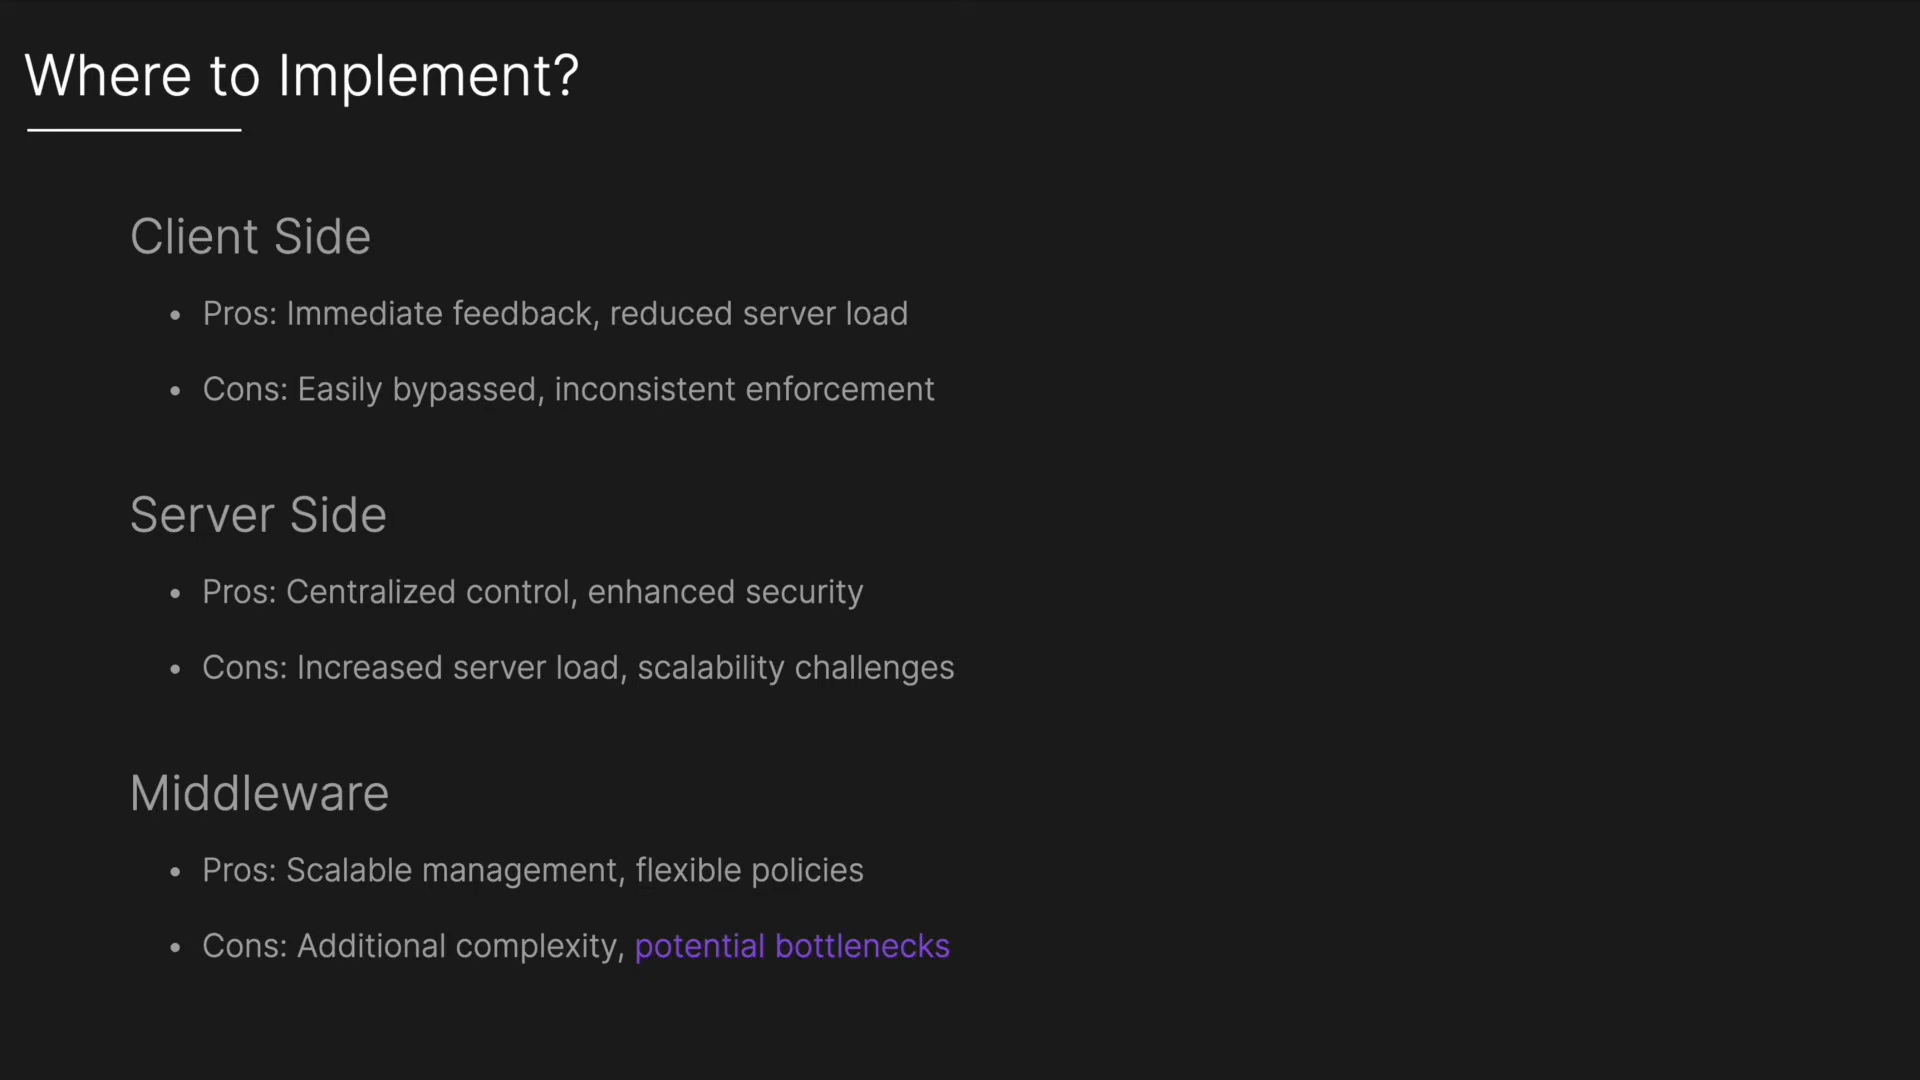 Where to Implement?
Client Side
• Pros: Immediate feedback, reduced server load
• Cons: Easily bypassed, inconsistent enforcement
Server Side
• Pros: Centralized control, enhanced security
• Cons: Increased server load, scalability challenges
Middleware
• Pros: Scalable management, flexible policies
• Cons: Additional complexity, potential bottlenecks